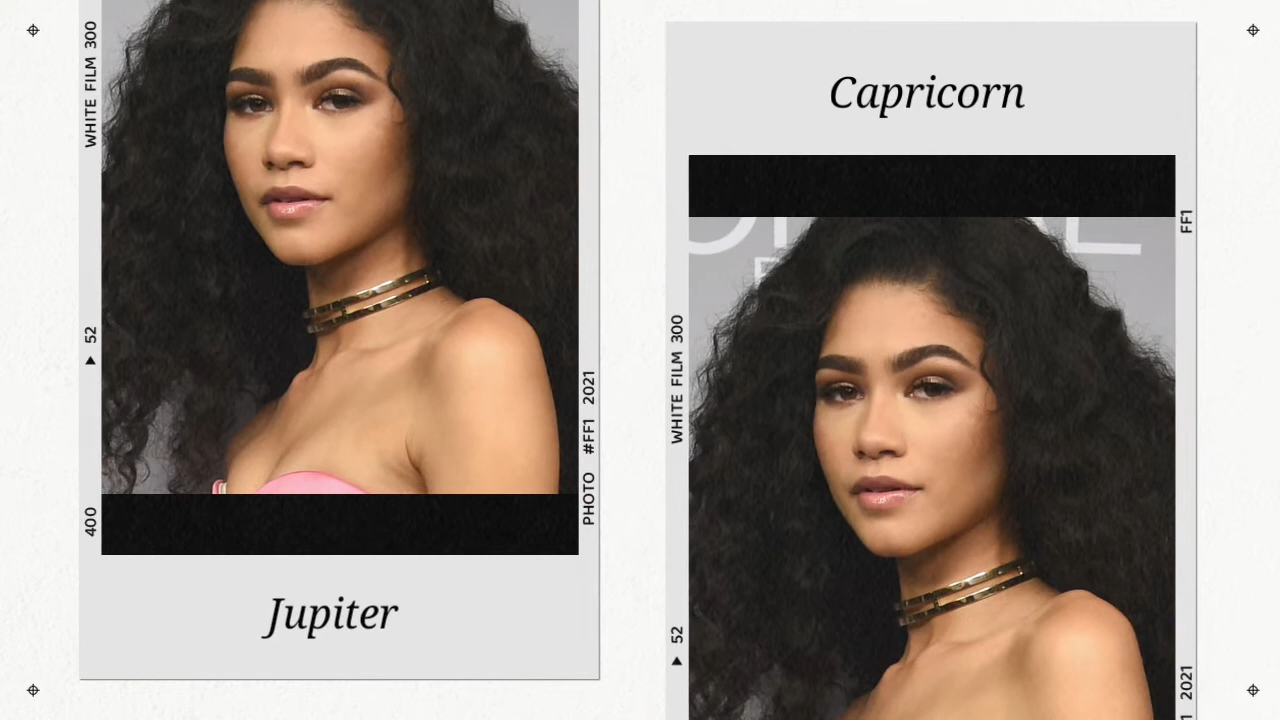 WHITE FILM 300
▲ 52
400
PHOTO #FF1 2021
Jupiter
Capricorn
WHITE FILM 300
▲ 52
FF1
2021